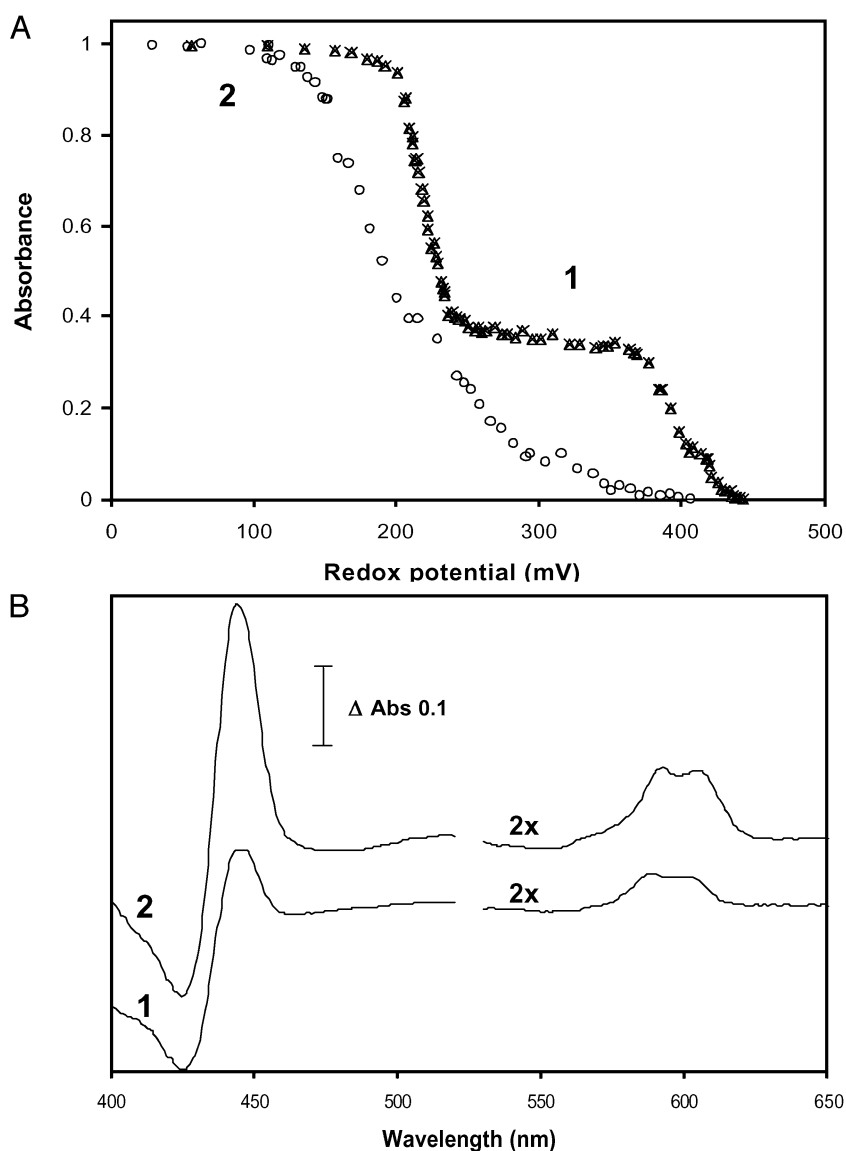 A
1
0.8
0.6
0.4
0.2
0
2
1
Absorbance
0 100 200 300 400 500
Redox potential (mV)
B
Δ Abs 0.1
2x
2x
2
1
400 450 500 550 600 650
Wavelength (nm)